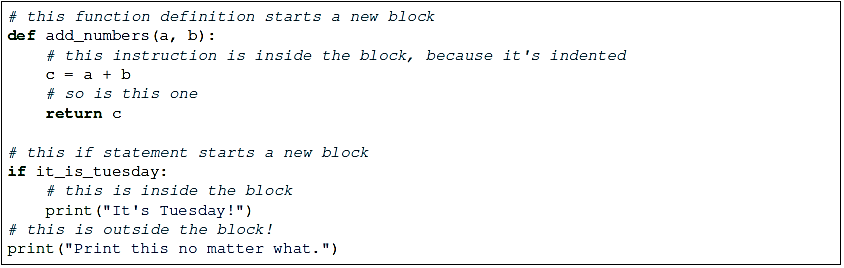 # this function definition starts a new block
def add_numbers(a, b):
    # this instruction is inside the block, because it's indented
    c = a + b
    # so is this one
    return c

# this if statement starts a new block
if it_is_tuesday:
    # this is inside the block
    print("It's Tuesday!")
# this is outside the block!
print("Print this no matter what.")